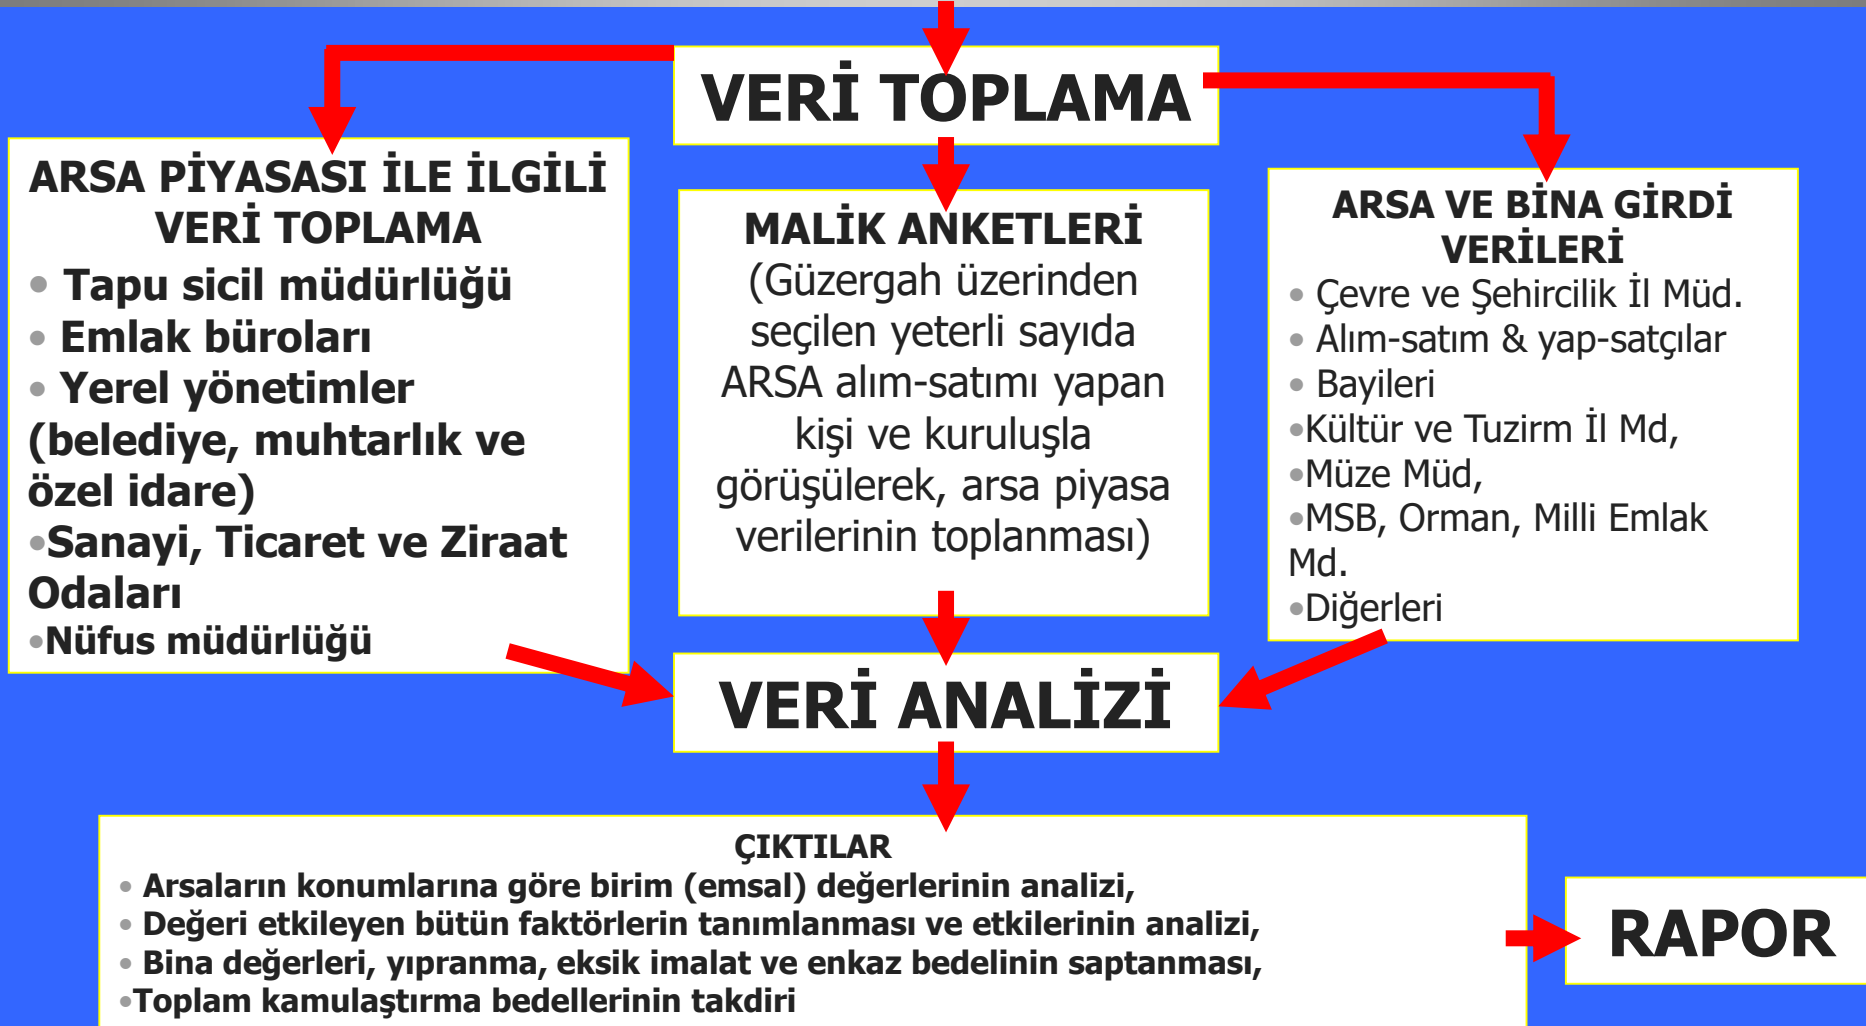 VERİ TOPLAMA
ARSA PİYASASI İLE İLGİLİ
VERİ TOPLAMA
• Tapu sicil müdürlüğü
• Emlak büroları
• Yerel yönetimler
(belediye, muhtarlık ve
özel idare)
•Sanayi, Ticaret ve Ziraat
Odaları
•Nüfus müdürlüğü
MALİK ANKETLERİ
(Güzergah üzerinden
seçilen yeterli sayıda
ARSA alım-satımı yapan
kişi ve kuruluşla
görüşülerek, arsa piyasa
verilerinin toplanması)
ARSA VE BİNA GİRDİ
VERİLERİ
• Çevre ve Şehircilik İl Müd.
• Alım-satım & yap-satçılar
• Bayileri
•Kültür ve Tuzirm İl Md,
•Müze Müd,
•MSB, Orman, Milli Emlak
Md.
•Diğerleri
VERİ ANALİZİ
ÇIKTILAR
• Arsaların konumlarına göre birim (emsal) değerlerinin analizi,
• Değeri etkileyen bütün faktörlerin tanımlanması ve etkilerinin analizi,
• Bina değerleri, yıpranma, eksik imalat ve enkaz bedelinin saptanması,
•Toplam kamulaştırma bedellerinin takdiri
RAPOR